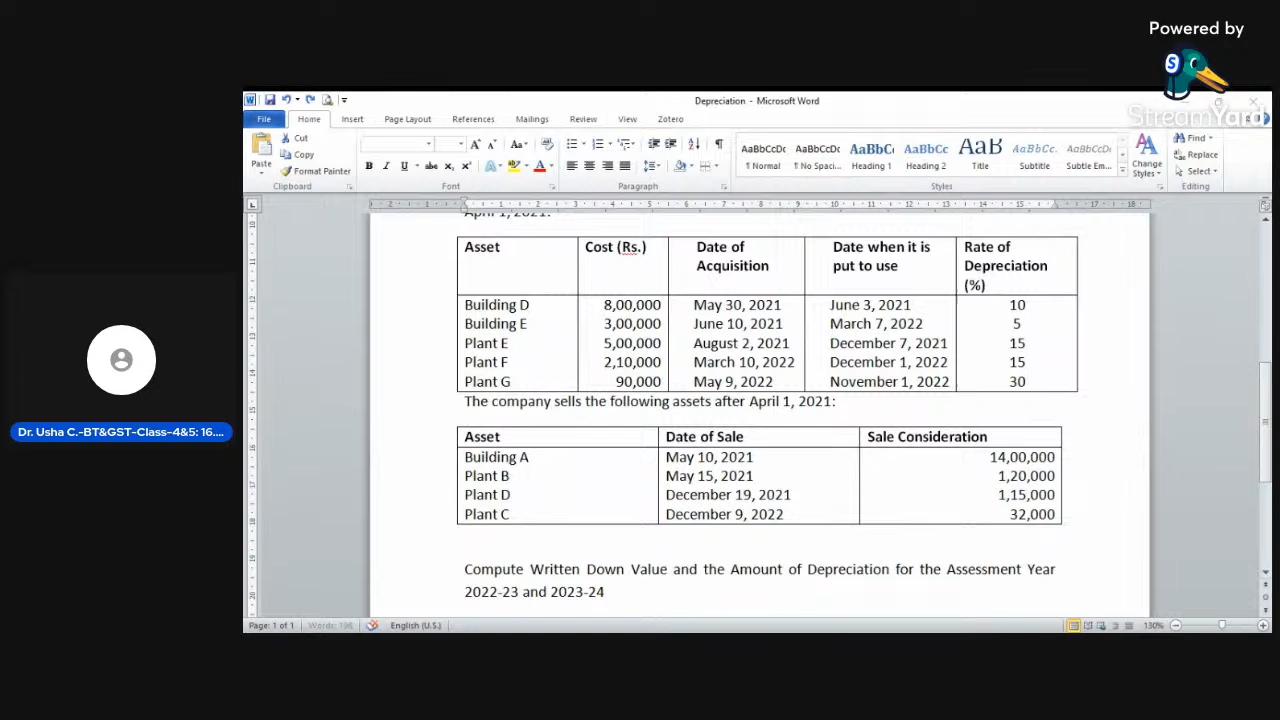 Powered by
StreamYard
Depreciation - Microsoft Word
File Home Insert Page Layout References Mailings Review View Zotero
Paste
Cut
Copy
Format Painter
Clipboard
Font
Paragraph
AaBbCcDc AaBbCcDc AaBbCc AaBbCc AaB AaBbCc. AaBbCcDc
¶ Normal ¶ No Spaci... Heading 1 Heading 2 Title Subtitle Subtle Em...
Change Styles
Styles
Find
Replace
Select
Editing
April 1, 2021:
Asset Cost (Rs.) Date of Acquisition Date when it is put to use Rate of Depreciation (%)
Building D 8,00,000 May 30, 2021 June 3, 2021 10
Building E 3,00,000 June 10, 2021 March 7, 2022 5
Plant E 5,00,000 August 2, 2021 December 7, 2021 15
Plant F 2,10,000 March 10, 2022 December 1, 2022 15
Plant G 90,000 May 9, 2022 November 1, 2022 30
The company sells the following assets after April 1, 2021:
Asset Date of Sale Sale Consideration
Building A May 10, 2021 14,00,000
Plant B May 15, 2021 1,20,000
Plant D December 19, 2021 1,15,000
Plant C December 9, 2022 32,000
Compute Written Down Value and the Amount of Depreciation for the Assessment Year
2022-23 and 2023-24
Dr. Usha C.-BT&GST-Class-4&5: 16....
Page: 1 of 1 Words: 198 English (U.S.) 130%